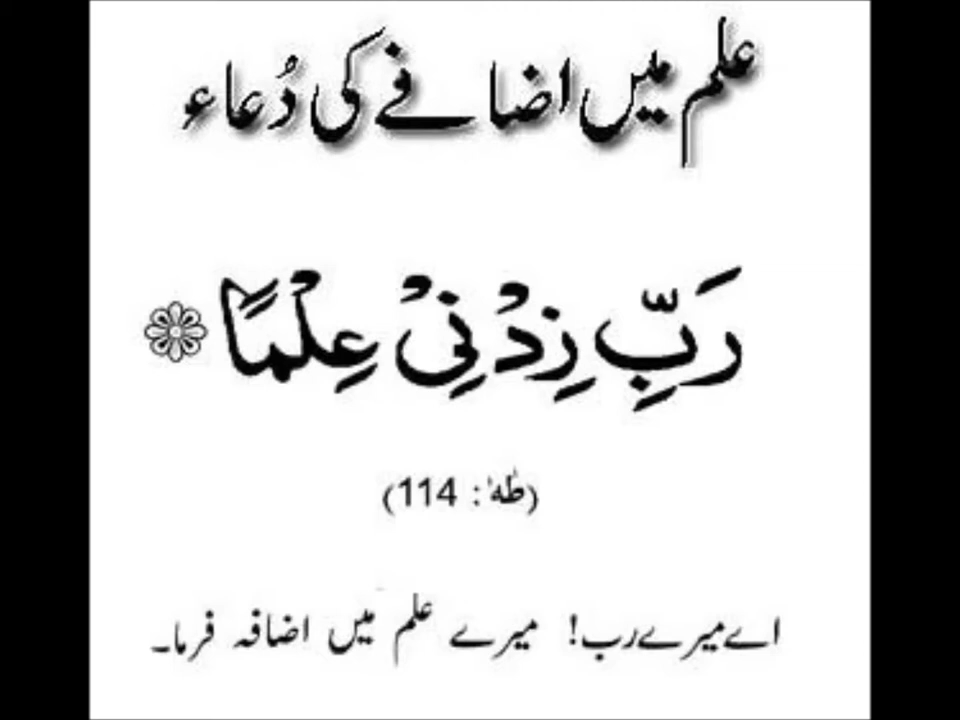 علم میں اضافے کی دُعاء
رَبِّ زِدْنِیْ عِلْمًا
(طٰهٰ: 114)
اے میرے رب! میرے علم میں اضافہ فرما۔